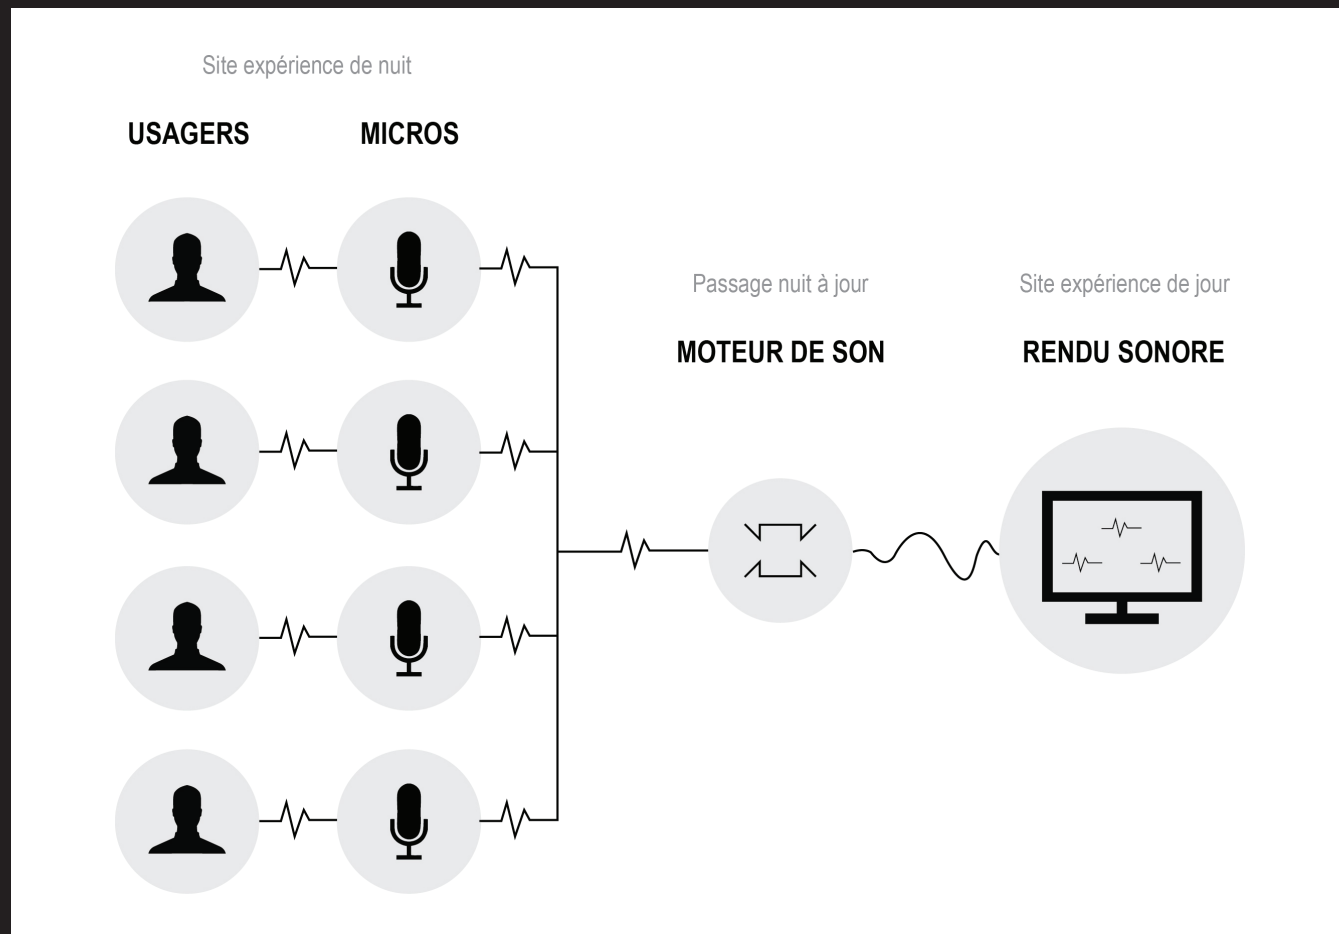 Site expérience de nuit
USAGERS
MICROS
Passage nuit à jour
Site expérience de jour
MOTEUR DE SON
RENDU SONORE